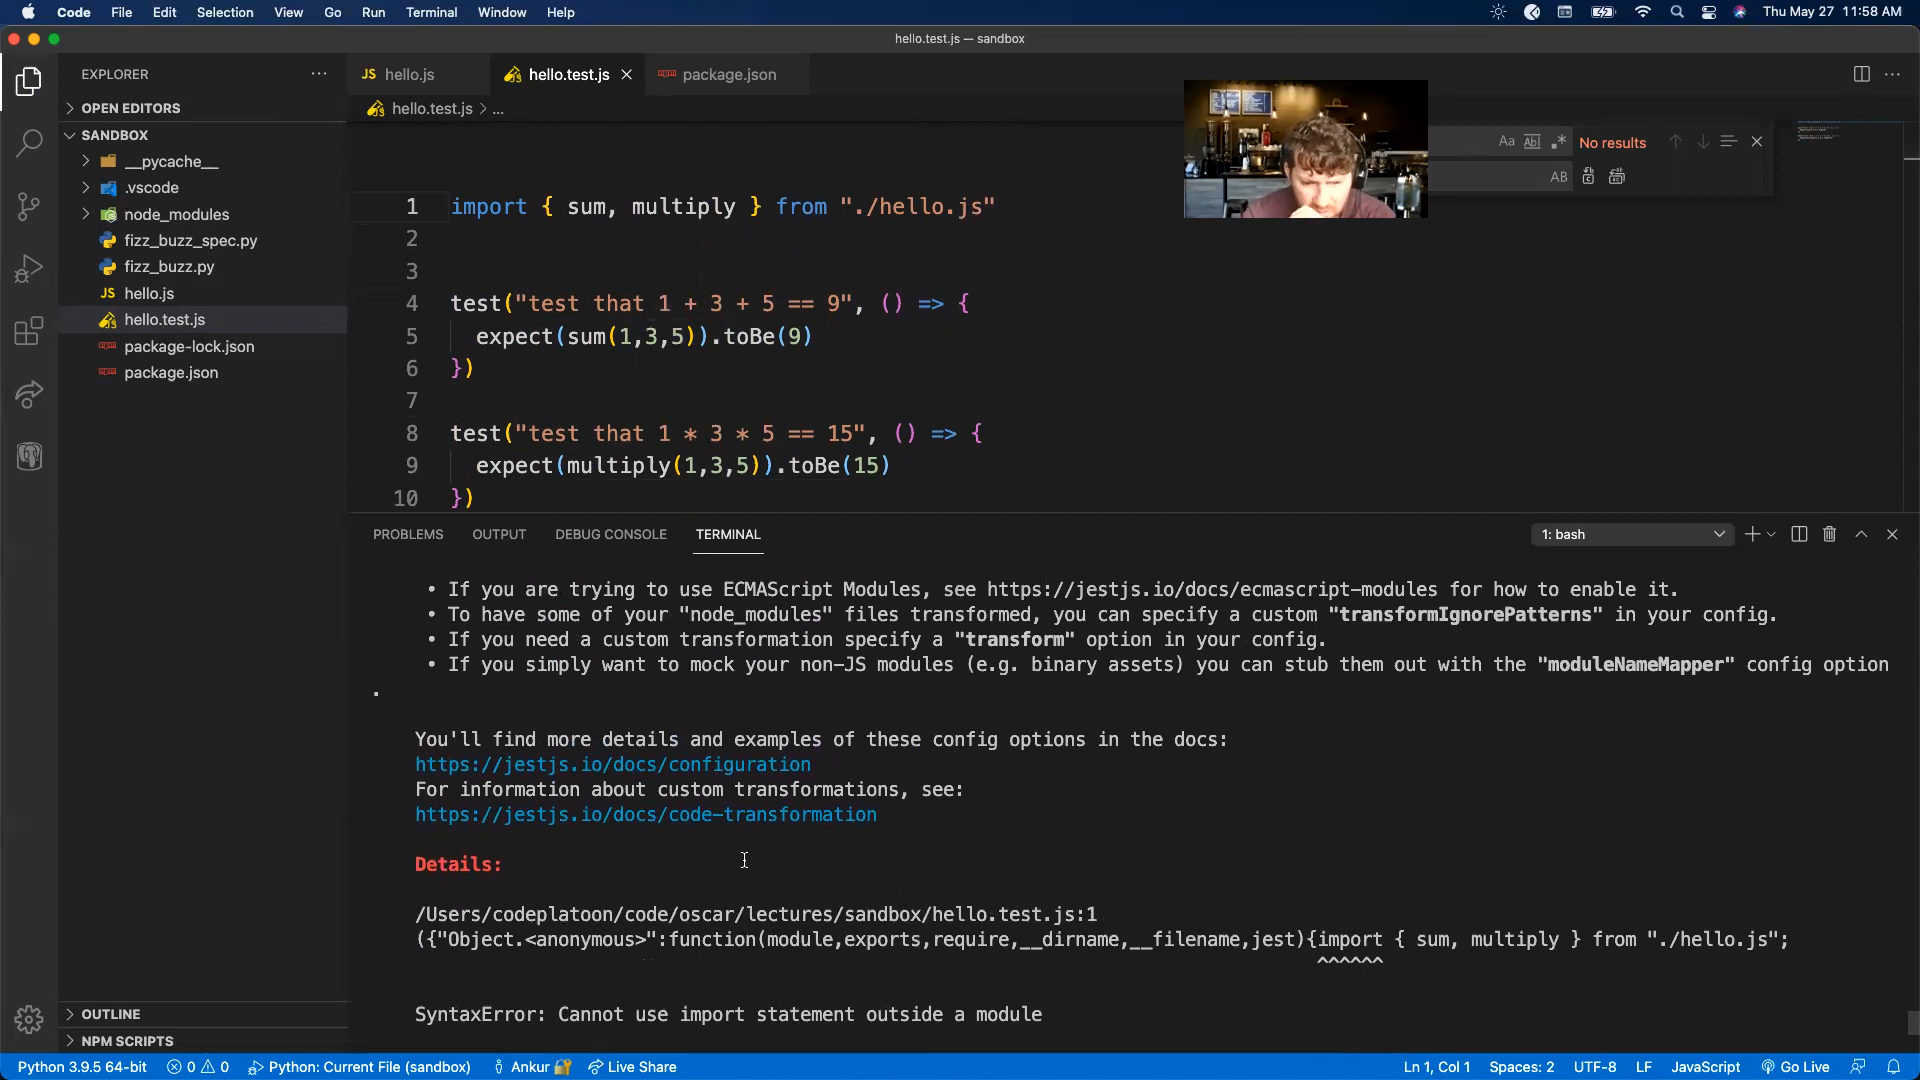 Code File Edit Selection View Go Run Terminal Window Help Thu May 27 11:58 AM
hello.test.js — sandbox
EXPLORER
JS hello.js hello.test.js package.json
OPEN EDITORS
hello.test.js > ...
SANDBOX
__pycache__
.vscode
node_modules
fizz_buzz_spec.py
fizz_buzz.py
JS hello.js
hello.test.js
package-lock.json
package.json
OUTLINE
NPM SCRIPTS
Aa Abl .* No results
AB
1 import { sum, multiply } from "./hello.js"
2
3
4 test("test that 1 + 3 + 5 == 9", () => {
5 expect(sum(1,3,5)).toBe(9)
6 })
7
8 test("test that 1 * 3 * 5 == 15", () => {
9 expect(multiply(1,3,5)).toBe(15)
10 })
PROBLEMS OUTPUT DEBUG CONSOLE TERMINAL 1: bash
• If you are trying to use ECMAScript Modules, see https://jestjs.io/docs/ecmascript-modules for how to enable it.
• To have some of your "node_modules" files transformed, you can specify a custom "transformIgnorePatterns" in your config.
• If you need a custom transformation specify a "transform" option in your config.
• If you simply want to mock your non-JS modules (e.g. binary assets) you can stub them out with the "moduleNameMapper" config option
.
You'll find more details and examples of these config options in the docs:
https://jestjs.io/docs/configuration
For information about custom transformations, see:
https://jestjs.io/docs/code-transformation
Details:
/Users/codeplatoon/code/oscar/lectures/sandbox/hello.test.js:1
({"Object.<anonymous>":function(module,exports,require,__dirname,__filename,jest){import { sum, multiply } from "./hello.js";
^^^^^^
SyntaxError: Cannot use import statement outside a module
Python 3.9.5 64-bit 0 0 Python: Current File (sandbox) Ankur Live Share Ln 1, Col 1 Spaces: 2 UTF-8 LF JavaScript Go Live